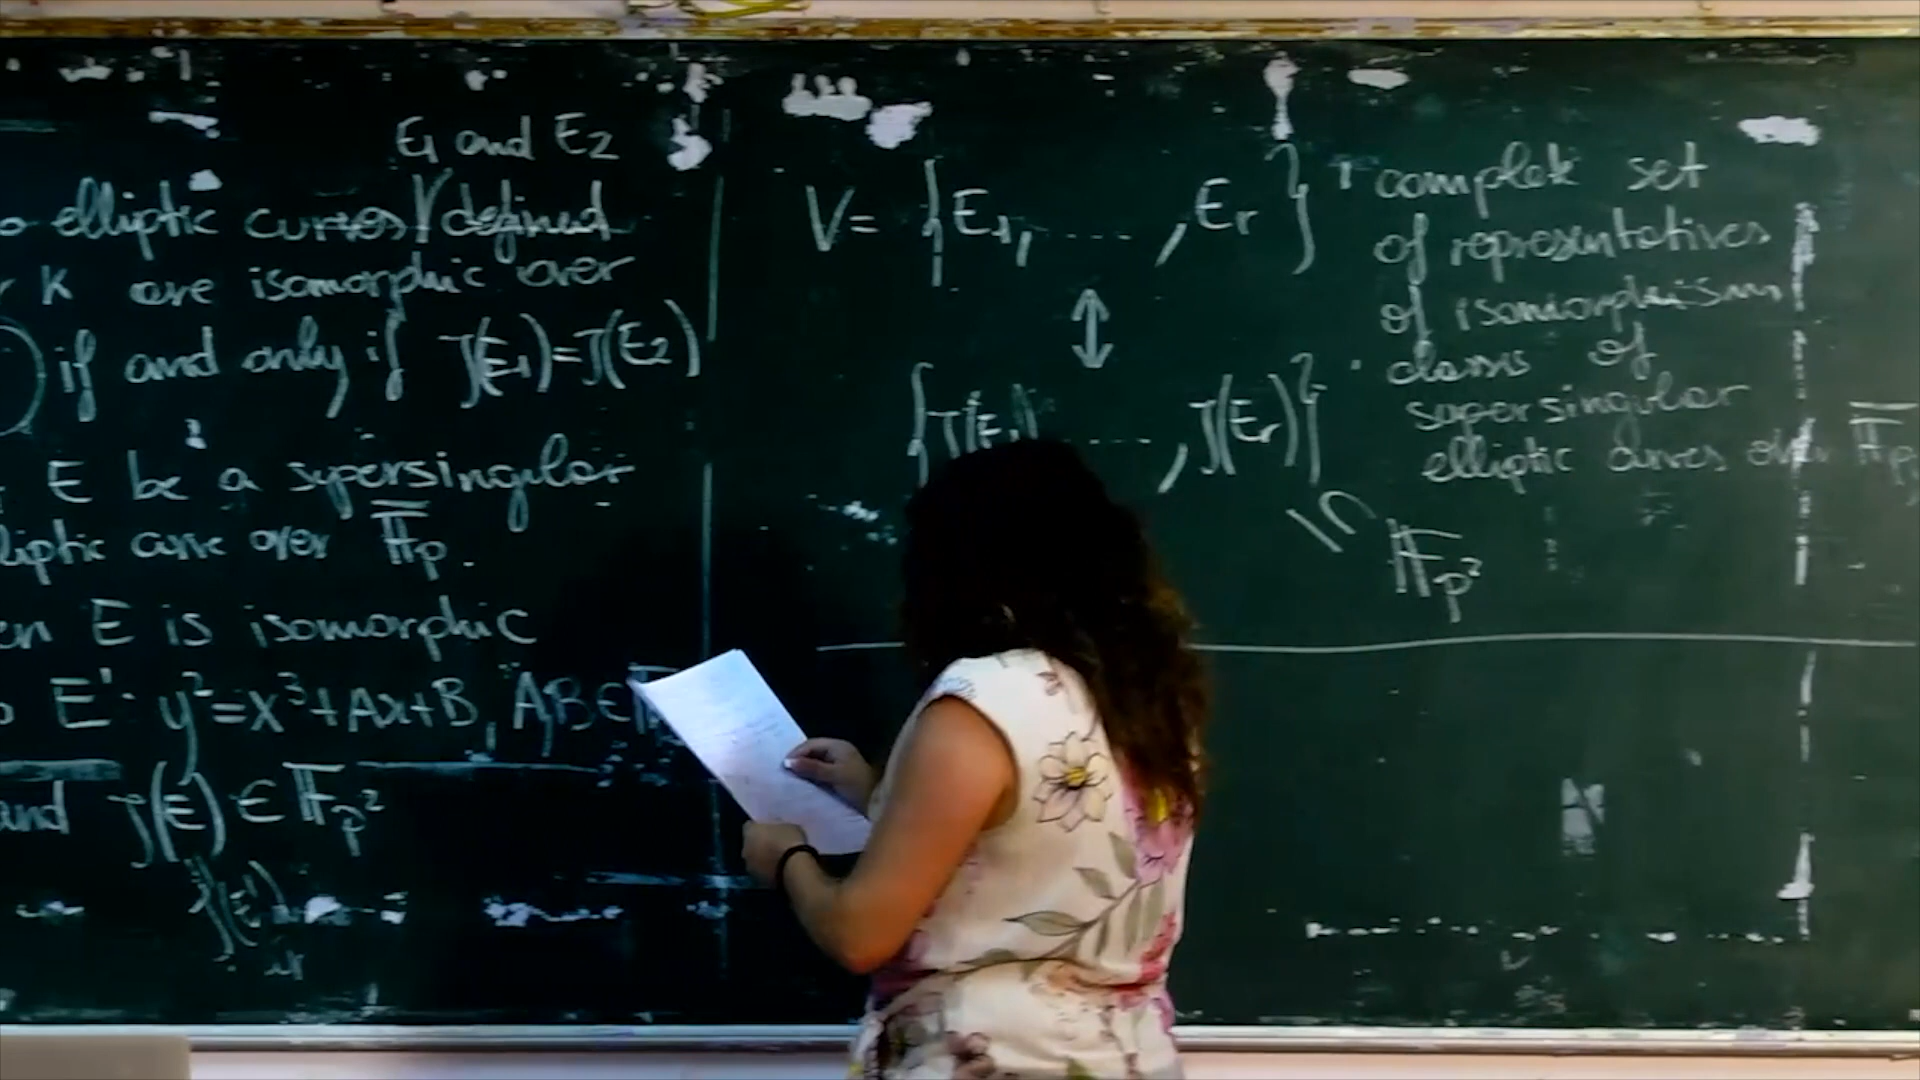 E1 and E2
elliptic curves defined
K are isomorphic over
if and only if J(E1)=J(E2)
E be a supersingular
liptic curve over F̅p.
en E is isomorphic
E': y²=x³+Ax+B, A,B∈
and J(E) ∈ Fp²
J(E')
V= {E1, ..... , Er}
↕
{J(E1) ..... , J(Er)}
⊆ Fp²
complete set
of representatives
of isomorphism
classes of
supersingular
elliptic curves over F̅p